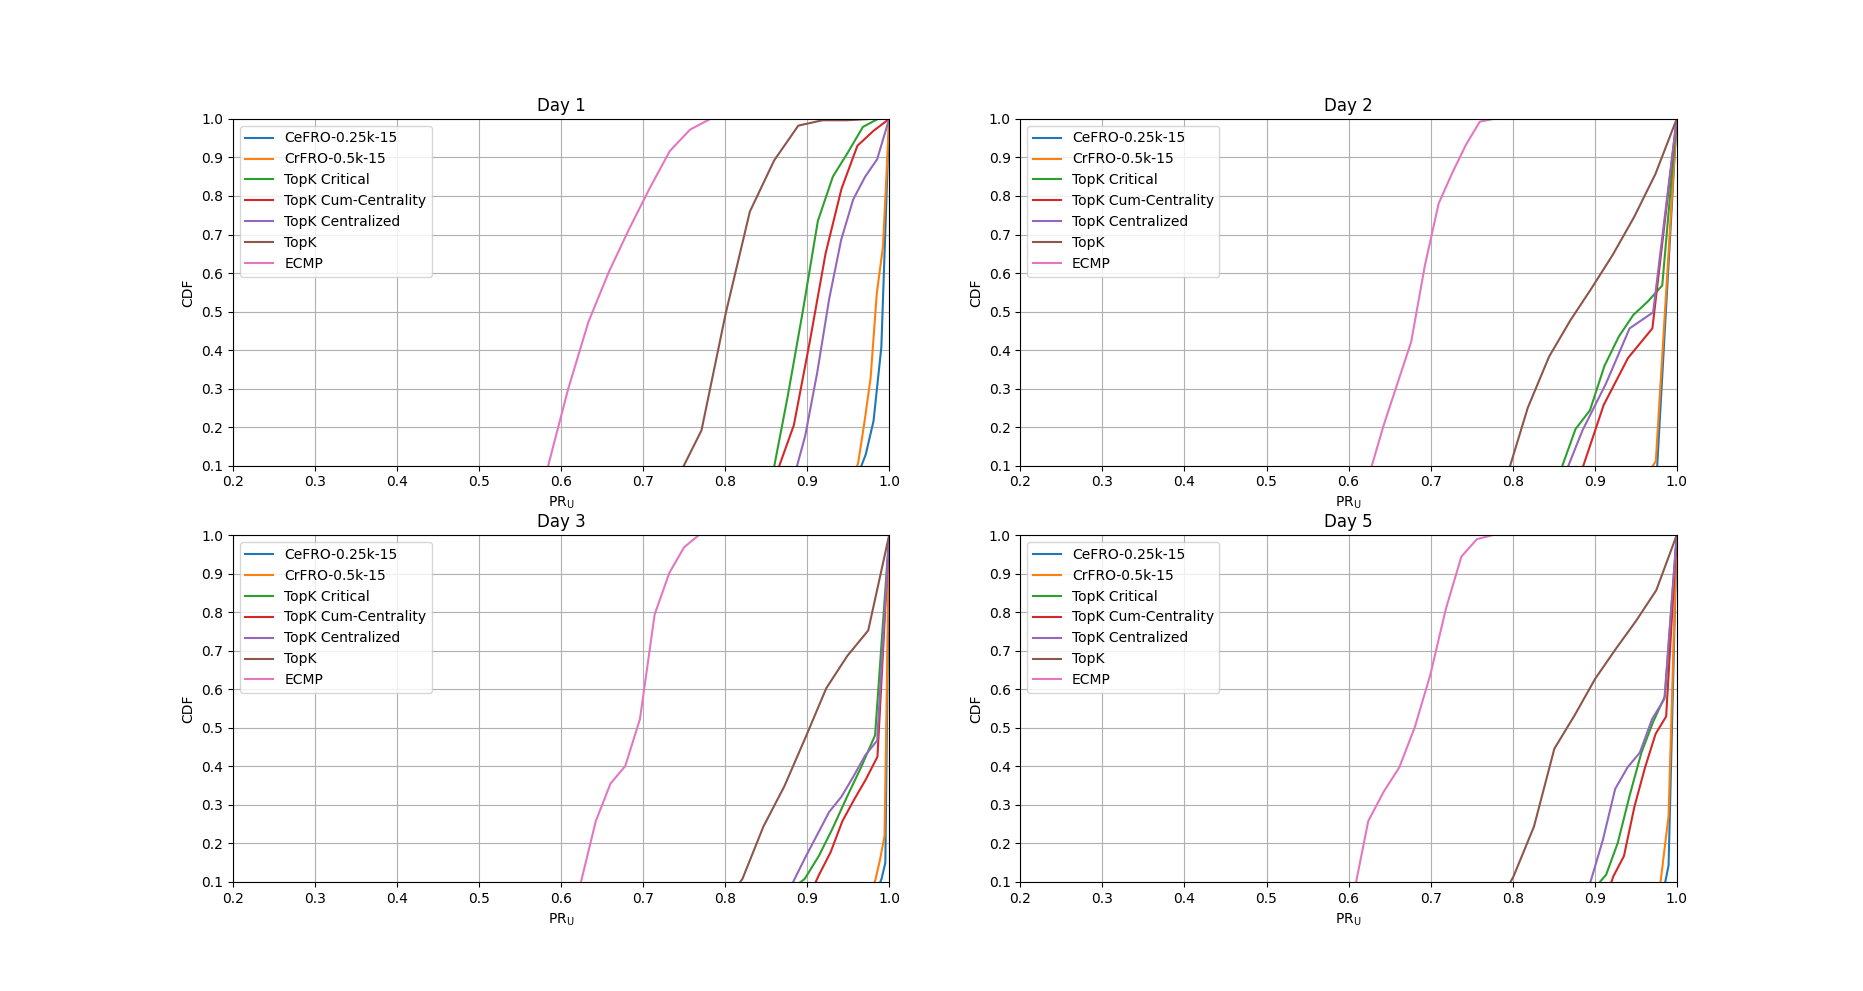 Day 1
1.0
0.9
0.8
0.7
0.6
0.5
0.4
0.3
0.2
0.1
CDF
CeFRO-0.25k-15
CrFRO-0.5k-15
TopK Critical
TopK Cum-Centrality
TopK Centralized
TopK
ECMP
0.2 0.3 0.4 0.5 0.6 0.7 0.8 0.9 1.0
PRU
Day 2
1.0
0.9
0.8
0.7
0.6
0.5
0.4
0.3
0.2
0.1
CDF
CeFRO-0.25k-15
CrFRO-0.5k-15
TopK Critical
TopK Cum-Centrality
TopK Centralized
TopK
ECMP
0.2 0.3 0.4 0.5 0.6 0.7 0.8 0.9 1.0
PRU
Day 3
1.0
0.9
0.8
0.7
0.6
0.5
0.4
0.3
0.2
0.1
CDF
CeFRO-0.25k-15
CrFRO-0.5k-15
TopK Critical
TopK Cum-Centrality
TopK Centralized
TopK
ECMP
0.2 0.3 0.4 0.5 0.6 0.7 0.8 0.9 1.0
PRU
Day 5
1.0
0.9
0.8
0.7
0.6
0.5
0.4
0.3
0.2
0.1
CDF
CeFRO-0.25k-15
CrFRO-0.5k-15
TopK Critical
TopK Cum-Centrality
TopK Centralized
TopK
ECMP
0.2 0.3 0.4 0.5 0.6 0.7 0.8 0.9 1.0
PRU